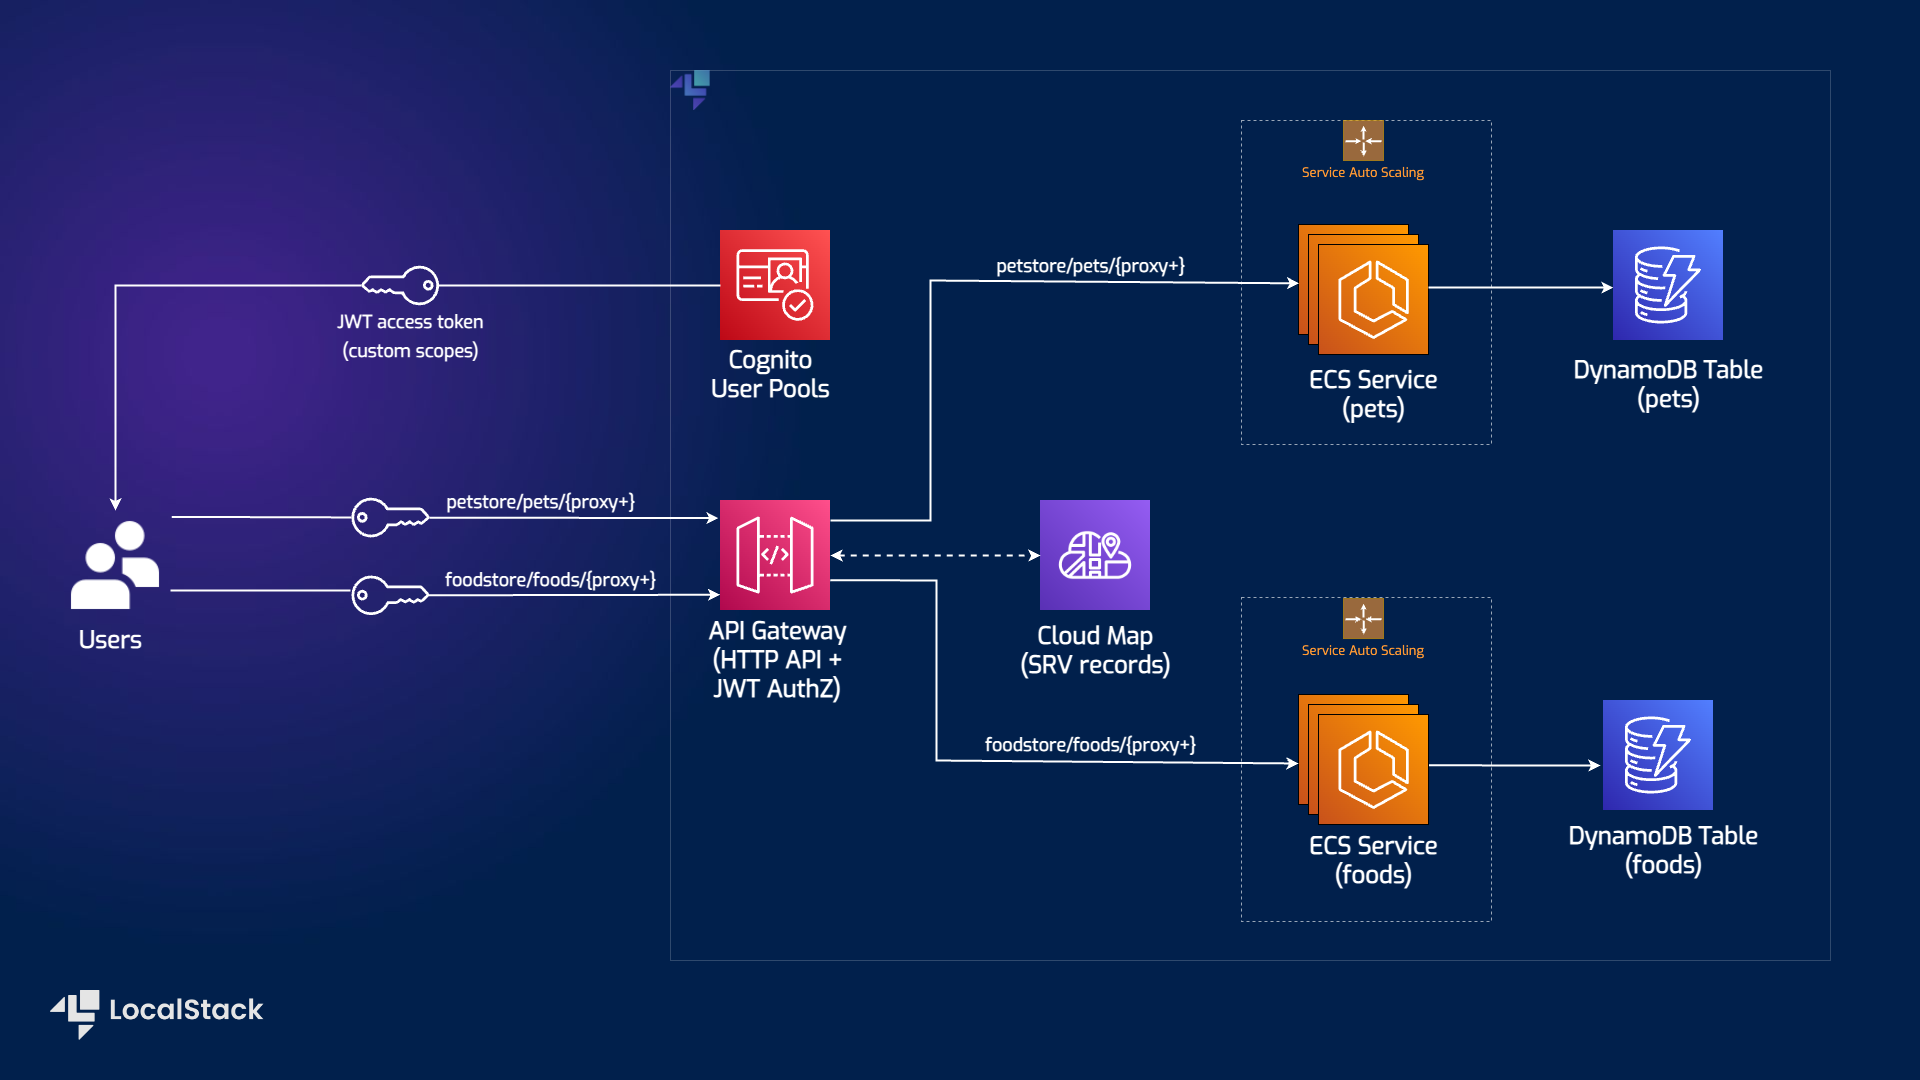 Service Auto Scaling
petstore/pets/{proxy+}
JWT access token
(custom scopes)
Cognito
User Pools
ECS Service
(pets)
DynamoDB Table
(pets)
petstore/pets/{proxy+}
foodstore/foods/{proxy+}
Users
</>
API Gateway
(HTTP API +
JWT AuthZ)
Cloud Map
(SRV records)
Service Auto Scaling
foodstore/foods/{proxy+}
ECS Service
(foods)
DynamoDB Table
(foods)
LocalStack